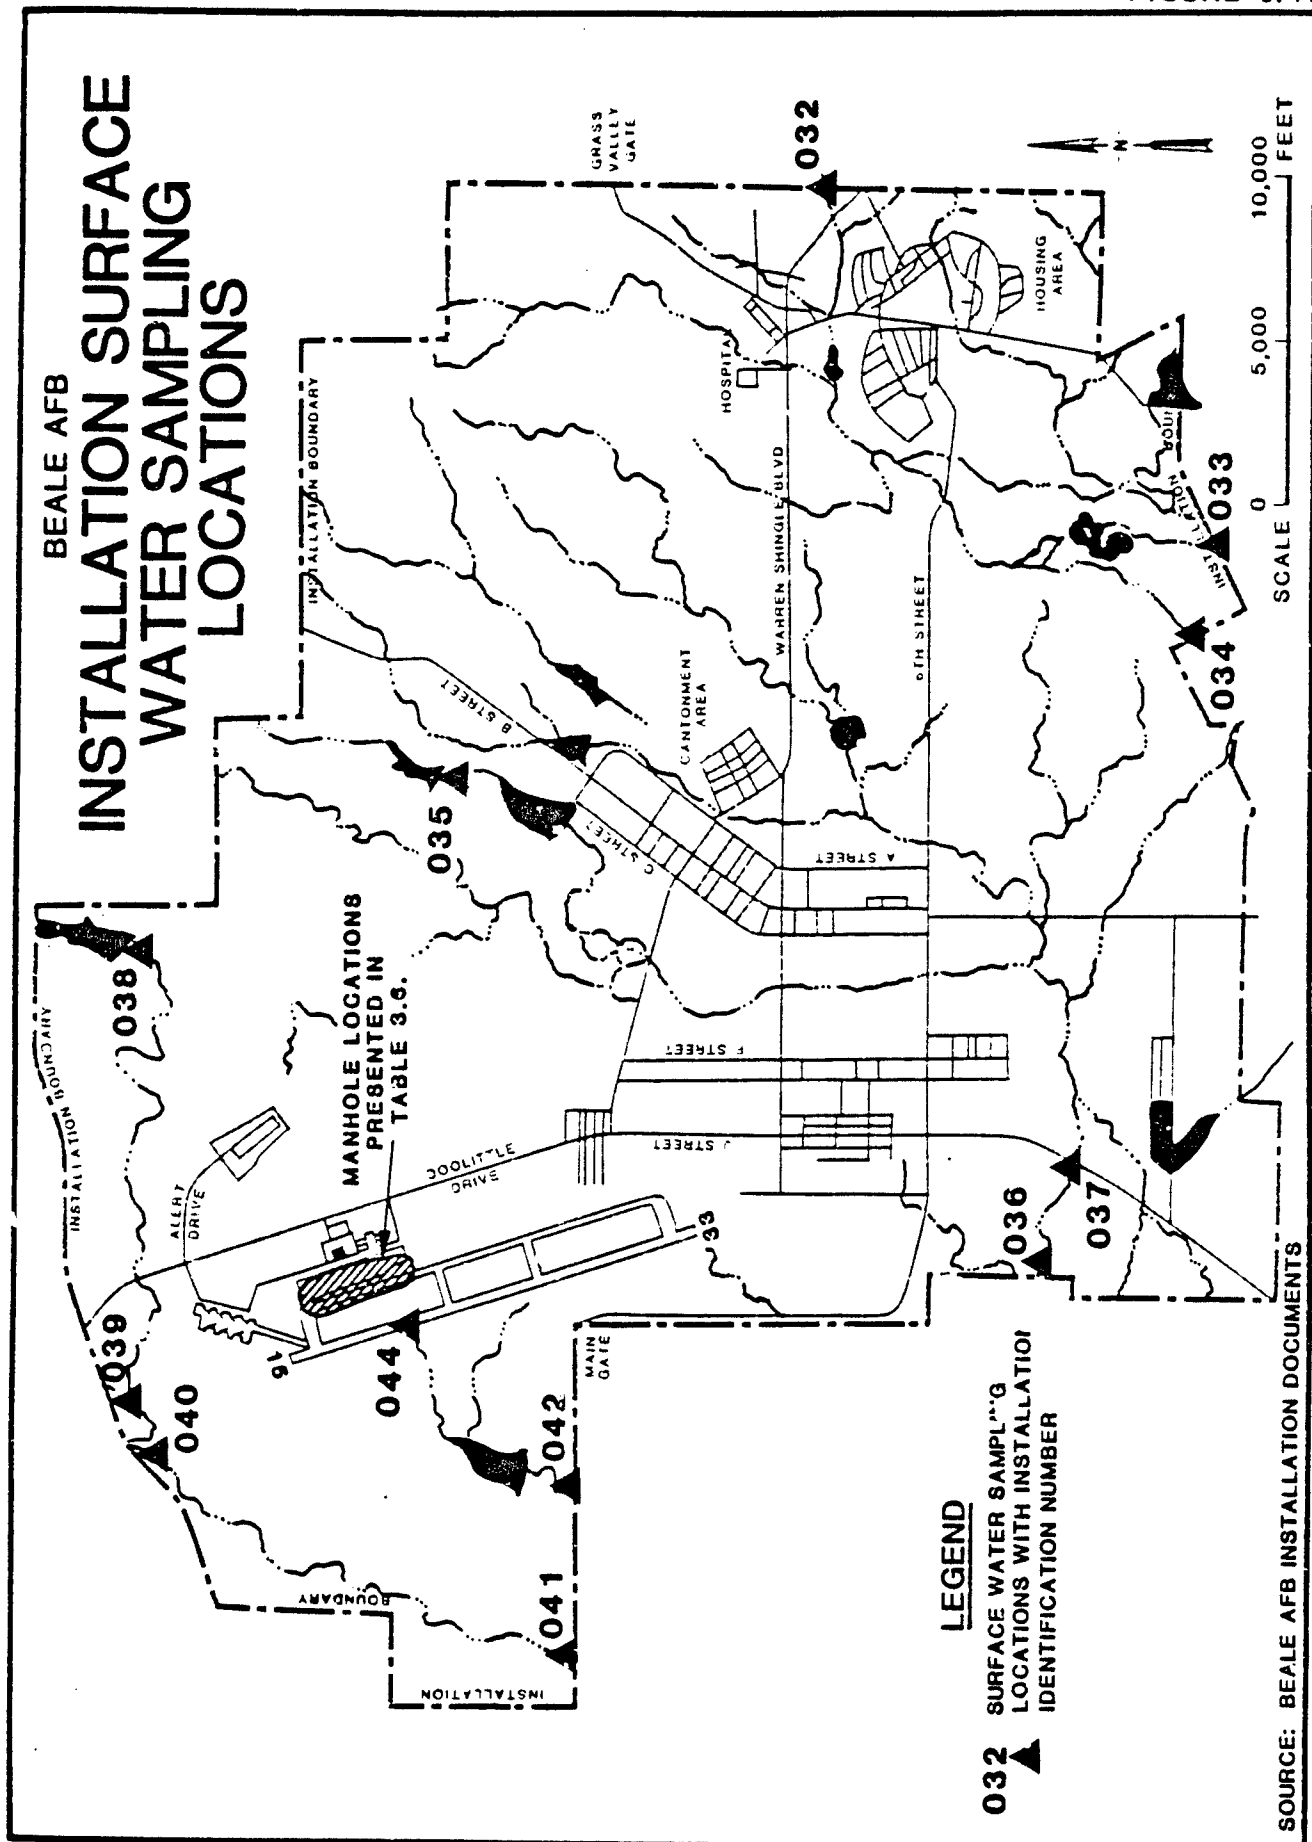 BEALE AFB
INSTALLATION SURFACE
WATER SAMPLING
LOCATIONS
INSTALLATION BOUNDARY
038
039
040
ALERT
DRIVE
MANHOLE LOCATIONS
PRESENTED IN
TABLE 3.6.
035
INSTALLATION BOUNDARY
B STREET
C STREET
CANTONMENT
AREA
GRASS
VALLEY
GATE
HOSPITAL
032
WARREN SHINGLE BLVD
HOUSING
AREA
6TH STREET
A STREET
F STREET
J STREET
DOOLITTLE
DRIVE
15
33
044
042
041
MAIN
GATE
INSTALLATION
BOUNDARY
036
037
034
033
INSTALLATION
N
LEGEND
032
SURFACE WATER SAMPL
LOCATIONS WITH INSTALLATION
IDENTIFICATION NUMBER
SCALE
0
5,000
10,000
FEET
SOURCE: BEALE AFB INSTALLATION DOCUMENTS